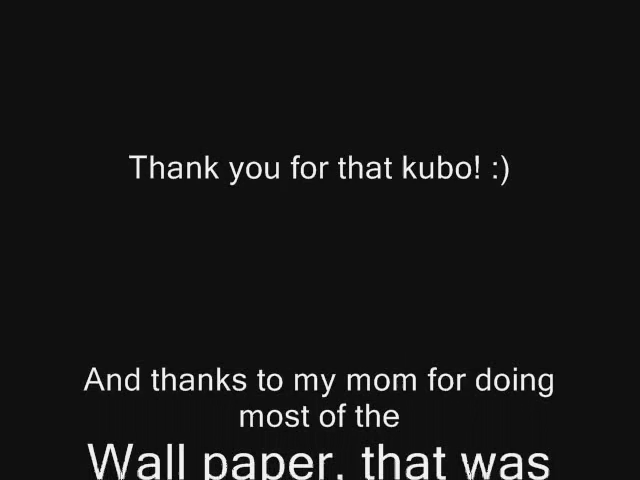 Thank you for that kubo! :)
And thanks to my mom for doing
most of the
Wall paper, that was